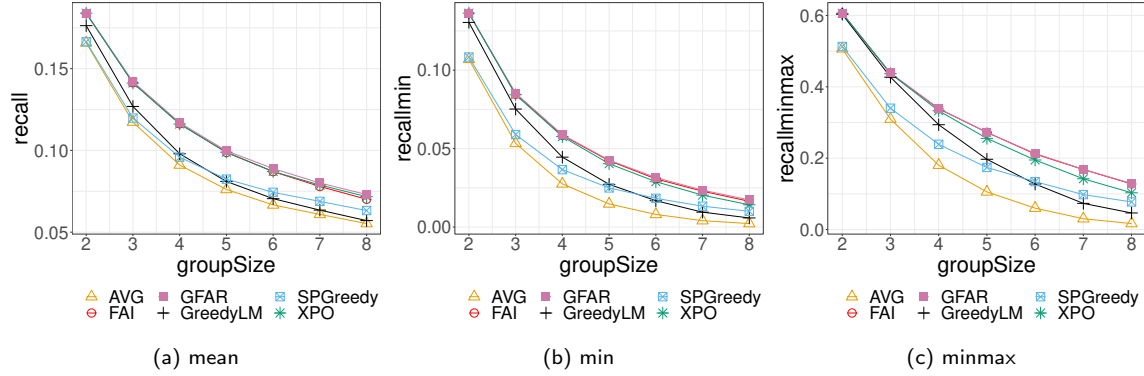 recall
0.15
0.10
0.05
2 3 4 5 6 7 8
groupSize
AVG GFAR SPGreedy
FAI GreedyLM XPO
(a) mean
recallmin
0.10
0.05
0.00
2 3 4 5 6 7 8
groupSize
AVG GFAR SPGreedy
FAI GreedyLM XPO
(b) min
recallminmax
0.6
0.4
0.2
0.0
2 3 4 5 6 7 8
groupSize
AVG GFAR SPGreedy
FAI GreedyLM XPO
(c) minmax